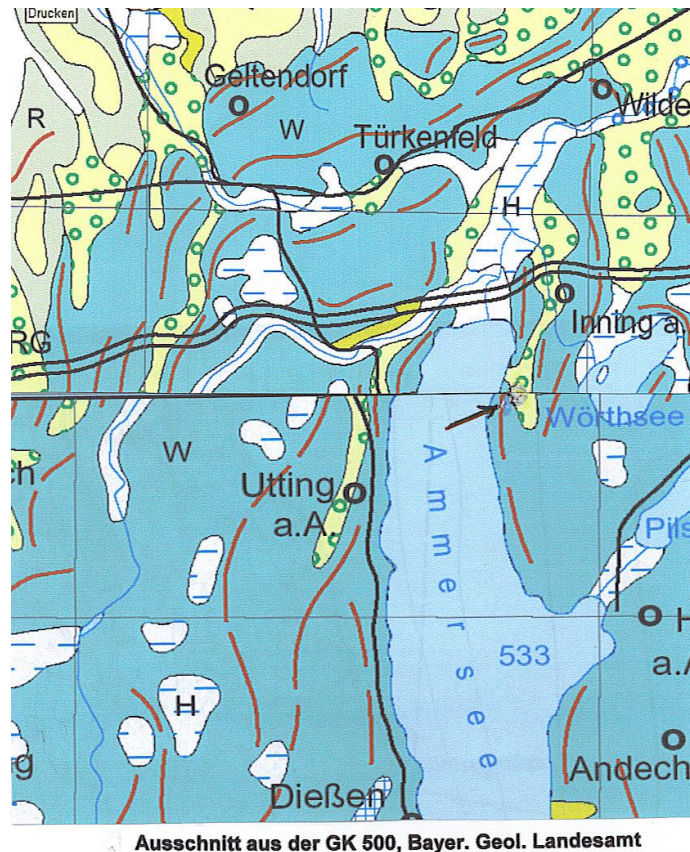 Drucken
Geltendorf
R
W
Türkenfeld
Wilde
H
RG
Inning a.
Wörthsee
W
Utting
a.A.
Ammersee
Pils
533
H
a.A
H
Andech
Dießen
Ausschnitt aus der GK 500, Bayer. Geol. Landesamt